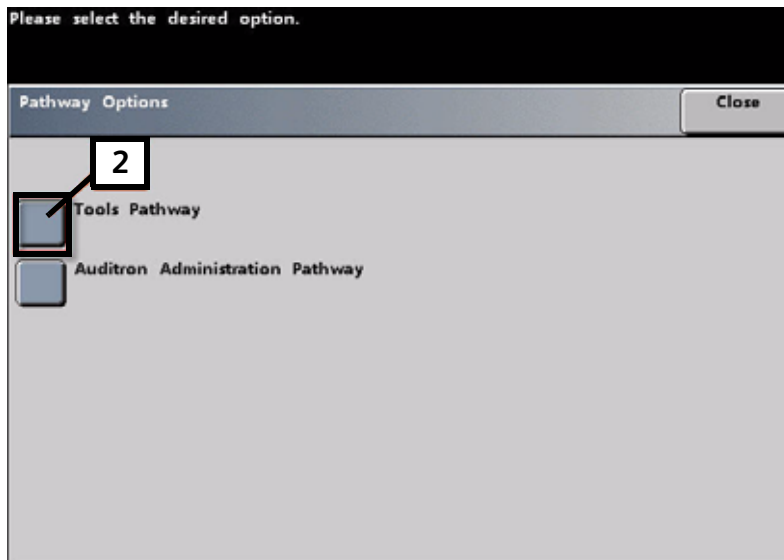 Please select the desired option.
Pathway Options
Close
2
Tools Pathway
Auditron Administration Pathway